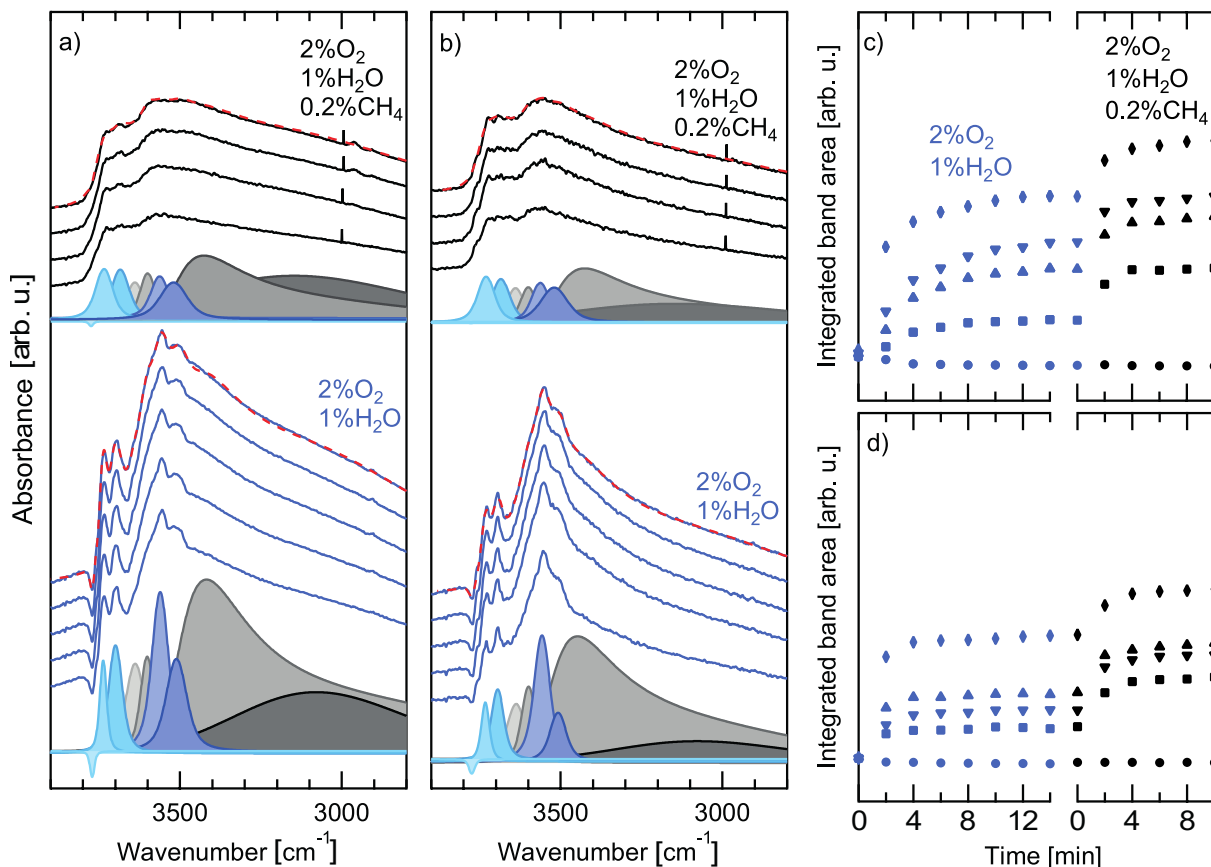 a)
2%O2
1%H2O
0.2%CH4
2%O2
1%H2O
b)
2%O2
1%H2O
0.2%CH4
2%O2
1%H2O
Absorbance [arb. u.]
3500
3000
Wavenumber [cm-1]
3500
3000
Wavenumber [cm-1]
c)
2%O2
1%H2O
2%O2
1%H2O
0.2%CH4
Integrated band area [arb. u.]
d)
Integrated band area [arb. u.]
0 4 8 12 0 4 8
Time [min]